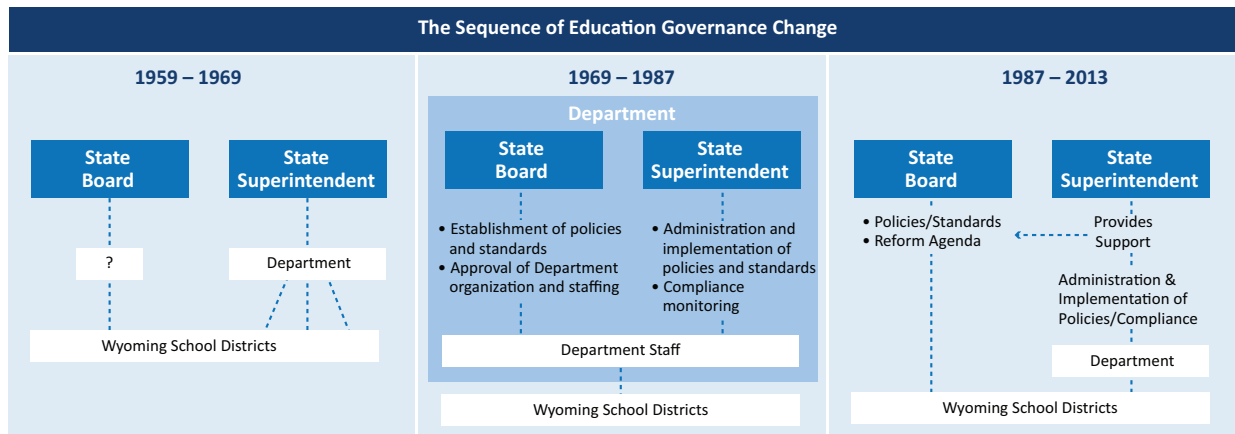 The Sequence of Education Governance Change
1959 – 1969
State
Board
State
Superintendent
?
Department
Wyoming School Districts
1969 – 1987
Department
State
Board
State
Superintendent
• Establishment of policies
and standards
• Approval of Department
organization and staffing
• Administration and
implementation of
policies and standards
• Compliance
monitoring
Department Staff
Wyoming School Districts
1987 – 2013
State
Board
State
Superintendent
• Policies/Standards
• Reform Agenda
Provides
Support
Administration &
Implementation of
Policies/Compliance
Department
Wyoming School Districts